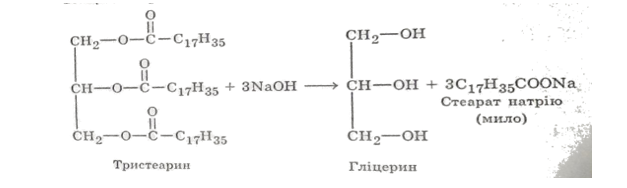 O
CH2—O—C—C17H35
O
CH—O—C—C17H35 + 3NaOH
O
CH2—O—C—C17H35
Тристеарин
CH2—OH
CH—OH + 3C17H35COONa
Стеарат натрію
(мило)
CH2—OH
Гліцерин